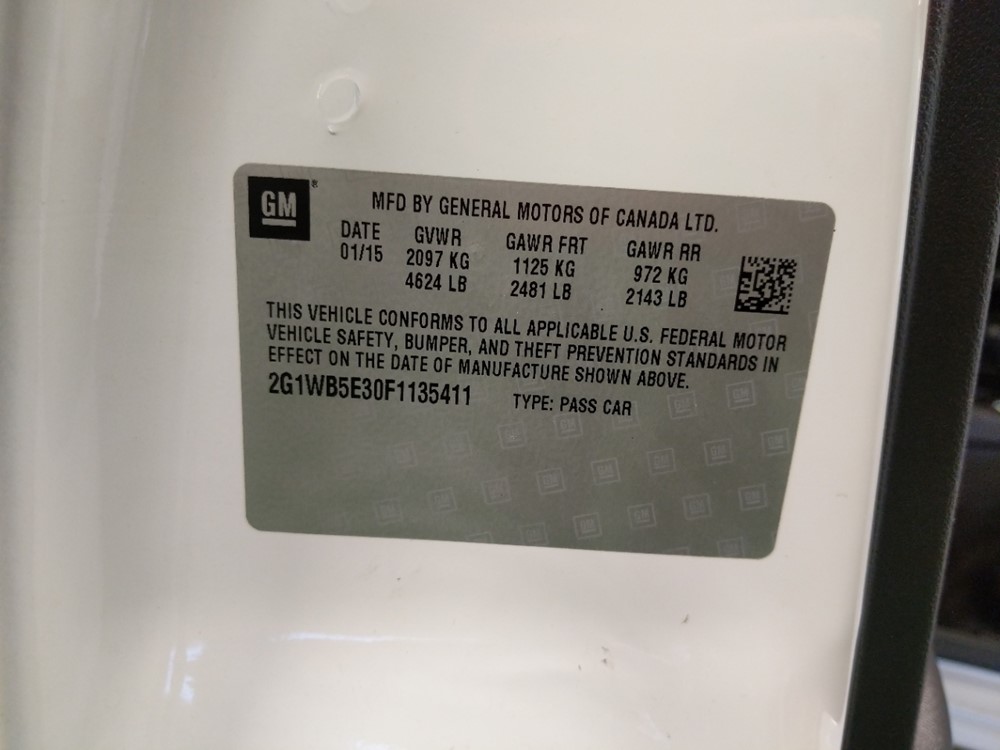 GM®
MFD BY GENERAL MOTORS OF CANADA LTD.
DATE GVWR GAWR FRT GAWR RR
01/15 2097 KG 1125 KG 972 KG
4624 LB 2481 LB 2143 LB
THIS VEHICLE CONFORMS TO ALL APPLICABLE U.S. FEDERAL MOTOR
VEHICLE SAFETY, BUMPER, AND THEFT PREVENTION STANDARDS IN
EFFECT ON THE DATE OF MANUFACTURE SHOWN ABOVE.
2G1WB5E30F1135411 TYPE: PASS CAR